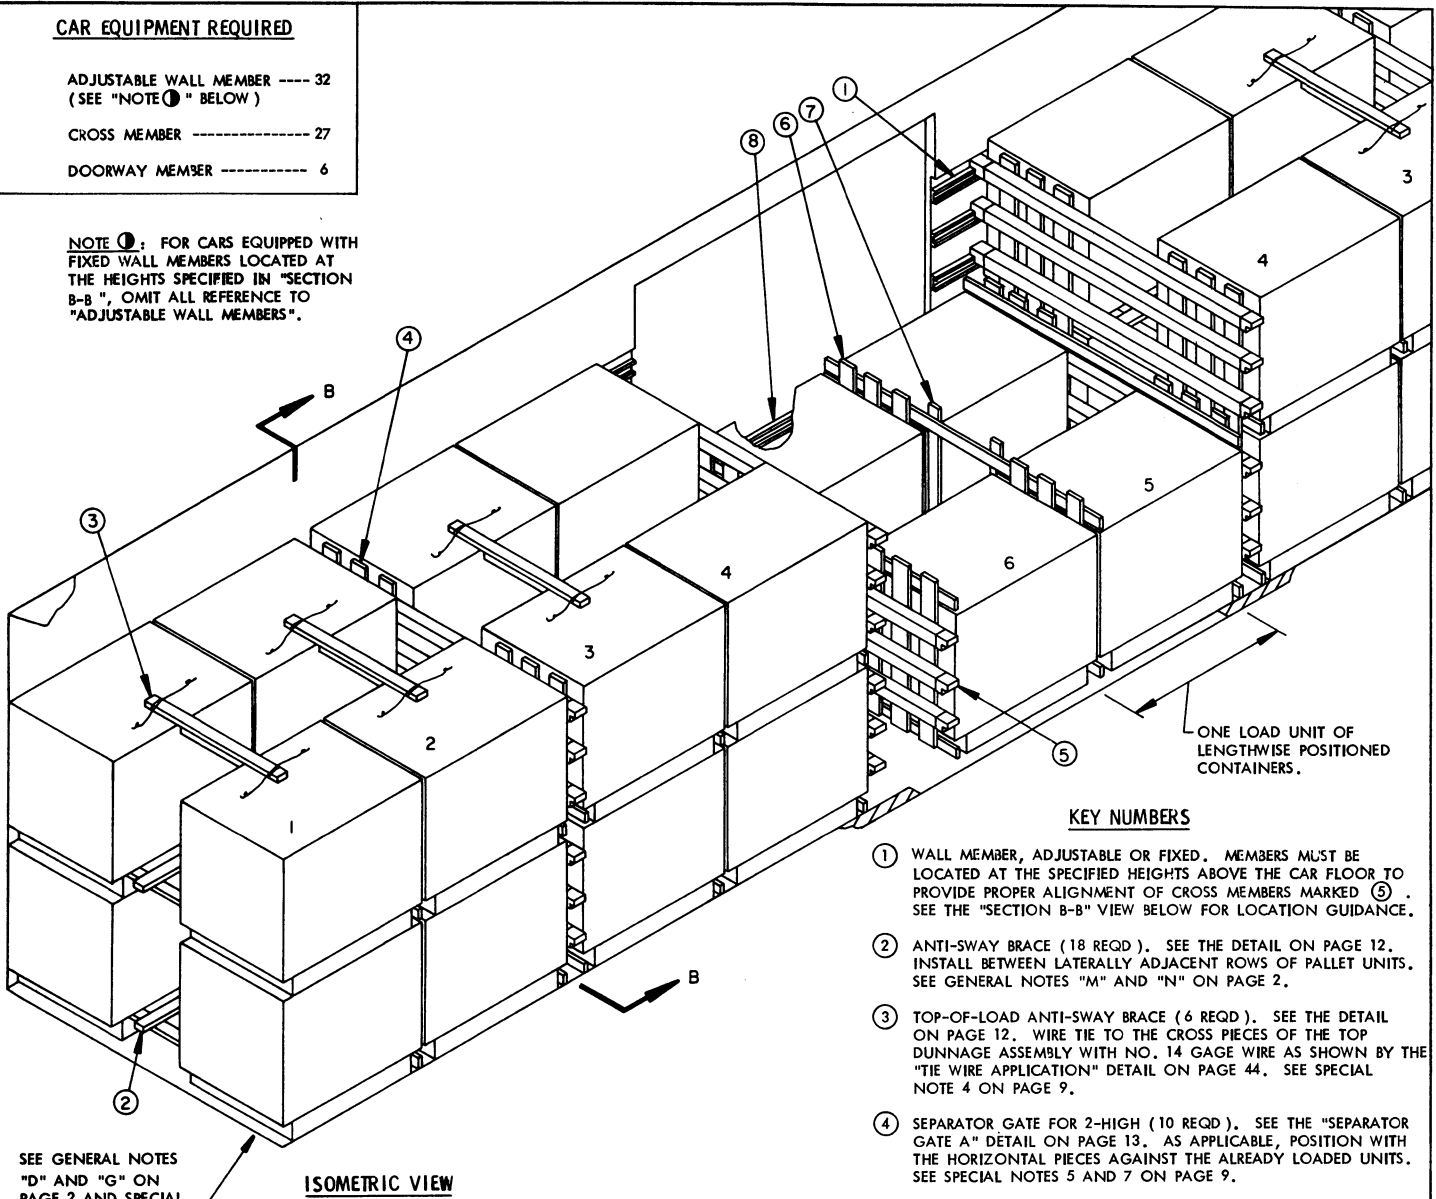 CAR EQUIPMENT REQUIRED
ADJUSTABLE WALL MEMBER ---- 32
(SEE "NOTE ◑ " BELOW)
CROSS MEMBER --------------- 27
DOORWAY MEMBER ----------- 6
NOTE ◑ : FOR CARS EQUIPPED WITH
FIXED WALL MEMBERS LOCATED AT
THE HEIGHTS SPECIFIED IN "SECTION
B-B ", OMIT ALL REFERENCE TO
"ADJUSTABLE WALL MEMBERS".
1
7
6
8
3
4
4
B
5
3
6
4
3
2
1
5
B
2
ONE LOAD UNIT OF
LENGTHWISE POSITIONED
CONTAINERS.
KEY NUMBERS
① WALL MEMBER, ADJUSTABLE OR FIXED. MEMBERS MUST BE
LOCATED AT THE SPECIFIED HEIGHTS ABOVE THE CAR FLOOR TO
PROVIDE PROPER ALIGNMENT OF CROSS MEMBERS MARKED ⑤ .
SEE THE "SECTION B-B" VIEW BELOW FOR LOCATION GUIDANCE.
② ANTI-SWAY BRACE (18 REQD). SEE THE DETAIL ON PAGE 12.
INSTALL BETWEEN LATERALLY ADJACENT ROWS OF PALLET UNITS.
SEE GENERAL NOTES "M" AND "N" ON PAGE 2.
③ TOP-OF-LOAD ANTI-SWAY BRACE (6 REQD). SEE THE DETAIL
ON PAGE 12. WIRE TIE TO THE CROSS PIECES OF THE TOP
DUNNAGE ASSEMBLY WITH NO. 14 GAGE WIRE AS SHOWN BY THE
"TIE WIRE APPLICATION" DETAIL ON PAGE 44. SEE SPECIAL
NOTE 4 ON PAGE 9.
④ SEPARATOR GATE FOR 2-HIGH (10 REQD). SEE THE "SEPARATOR
GATE A" DETAIL ON PAGE 13. AS APPLICABLE, POSITION WITH
THE HORIZONTAL PIECES AGAINST THE ALREADY LOADED UNITS.
SEE SPECIAL NOTES 5 AND 7 ON PAGE 9.
SEE GENERAL NOTES
"D" AND "G" ON
PAGE 2 AND SPECIAL
ISOMETRIC VIEW